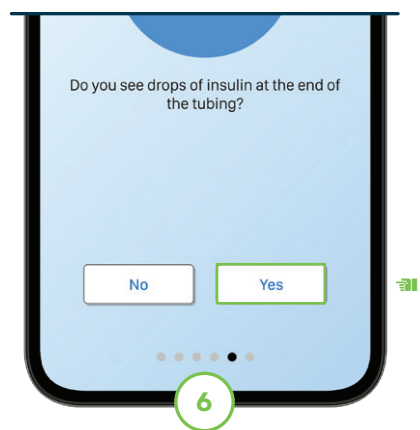 Do you see drops of insulin at the end of
the tubing?
No
Yes
6